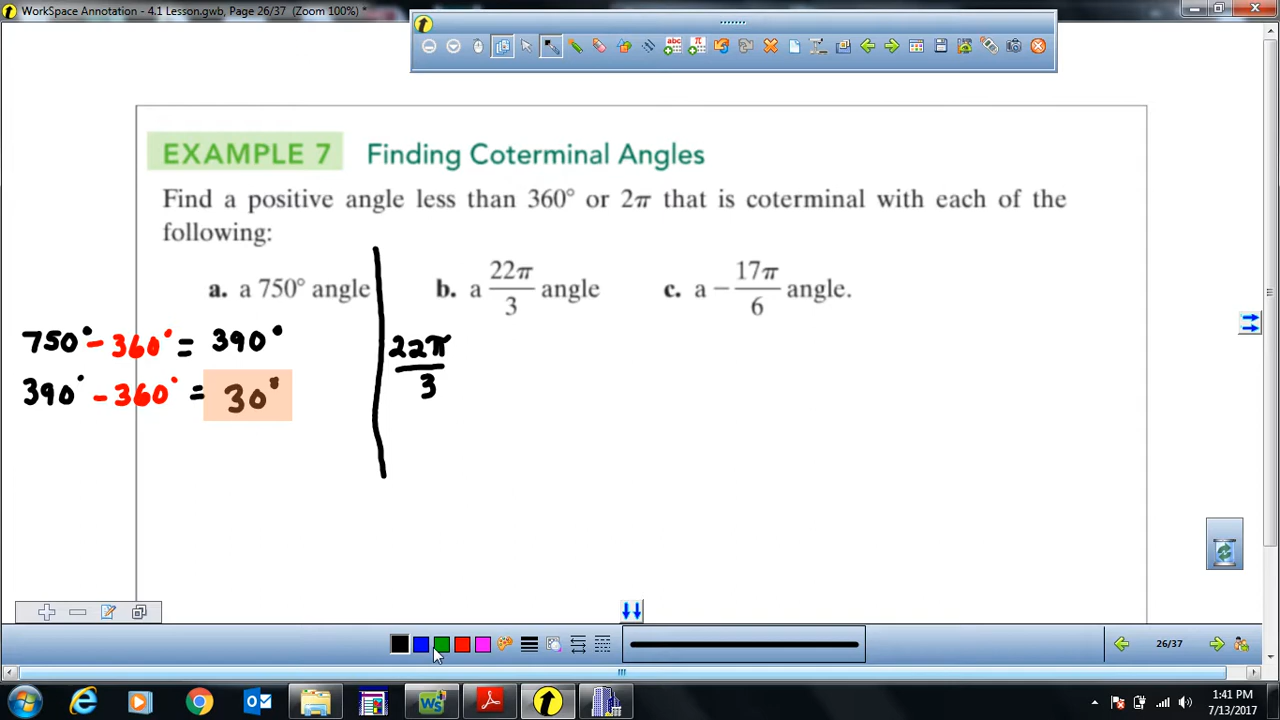 WorkSpace Annotation - 4.1 Lesson.gwb, Page 26/37 (Zoom 100%) *
EXAMPLE 7 Finding Coterminal Angles
Find a positive angle less than 360° or 2π that is coterminal with each of the
following:
a. a 750° angle b. a 22π/3 angle c. a −17π/6 angle.
750° - 360° = 390°
390° - 360° = 30°
22π/3
26/37
1:41 PM
7/13/2017